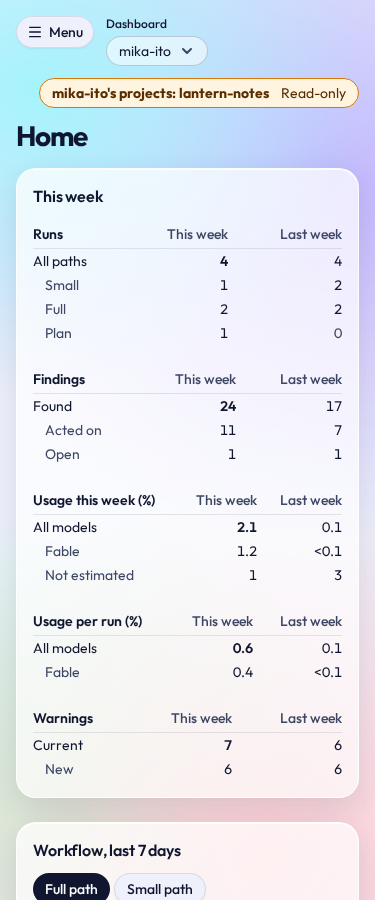 Menu
Dashboard
mika-ito
mika-ito's projects: lantern-notes Read-only
Home
This week
Runs This week Last week
All paths 4 4
Small 1 2
Full 2 2
Plan 1 0
Findings This week Last week
Found 24 17
Acted on 11 7
Open 1 1
Usage this week (%) This week Last week
All models 2.1 0.1
Fable 1.2 <0.1
Not estimated 1 3
Usage per run (%) This week Last week
All models 0.6 0.1
Fable 0.4 <0.1
Warnings This week Last week
Current 7 6
New 6 6
Workflow, last 7 days
Full path Small path